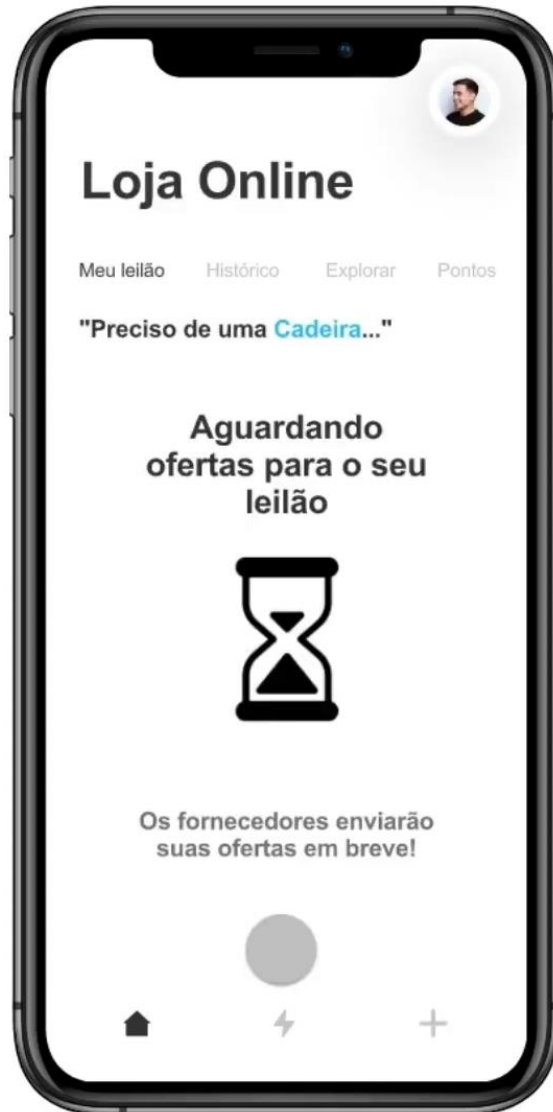 Loja Online
Meu leilão Histórico Explorar Pontos
"Preciso de uma Cadeira..."
Aguardando
ofertas para o seu
leilão
Os fornecedores enviarão
suas ofertas em breve!